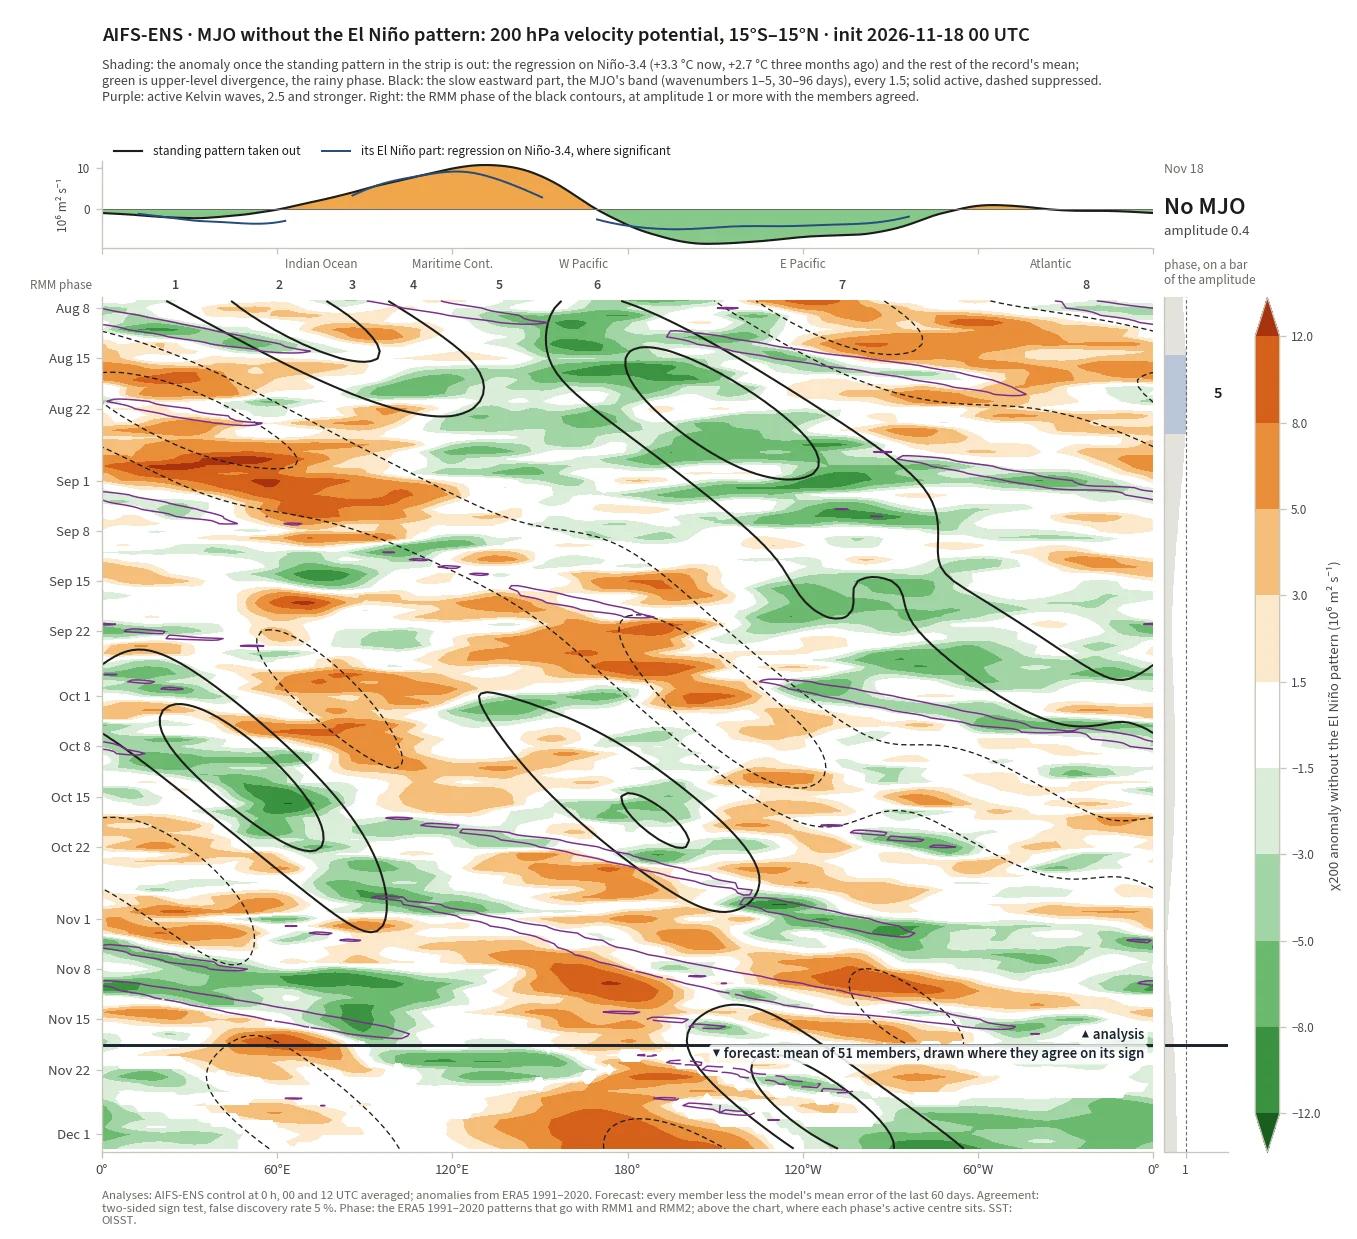 AIFS-ENS · MJO without the El Niño pattern: 200 hPa velocity potential, 15°S–15°N · init 2026-11-18 00 UTC
Shading: the anomaly once the standing pattern in the strip is out: the regression on Niño-3.4 (+3.3 °C now, +2.7 °C three months ago) and the rest of the record's mean;
green is upper-level divergence, the rainy phase. Black: the slow eastward part, the MJO's band (wavenumbers 1–5, 30–96 days), every 1.5; solid active, dashed suppressed.
Purple: active Kelvin waves, 2.5 and stronger. Right: the RMM phase of the black contours, at amplitude 1 or more with the members agreed.
standing pattern taken out
its El Niño part: regression on Niño-3.4, where significant
10
0
10⁶ m² s⁻¹
Nov 18
No MJO
amplitude 0.4
Indian Ocean
Maritime Cont.
W Pacific
E Pacific
Atlantic
phase, on a bar
of the amplitude
RMM phase
1
2
3
4
5
6
7
8
Aug 8
Aug 15
Aug 22
Sep 1
Sep 8
Sep 15
Sep 22
Oct 1
Oct 8
Oct 15
Oct 22
Nov 1
Nov 8
Nov 15
Nov 22
Dec 1
▲ analysis
▼ forecast: mean of 51 members, drawn where they agree on its sign
5
12.0
8.0
5.0
3.0
1.5
−1.5
−3.0
−5.0
−8.0
−12.0
χ200 anomaly without the El Niño pattern (10⁶ m² s⁻¹)
0°
60°E
120°E
180°
120°W
60°W
0°
1
Analyses: AIFS-ENS control at 0 h, 00 and 12 UTC averaged; anomalies from ERA5 1991–2020. Forecast: every member less the model's mean error of the last 60 days. Agreement:
two-sided sign test, false discovery rate 5 %. Phase: the ERA5 1991–2020 patterns that go with RMM1 and RMM2; above the chart, where each phase's active centre sits. SST:
OISST.